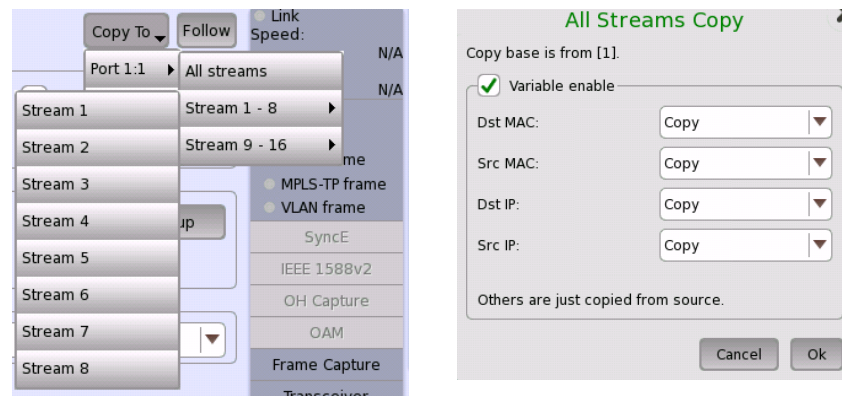 Copy To
Follow
Link
Speed:
N/A
Port 1:1
All streams
N/A
Stream 1
Stream 1 - 8
Stream 2
Stream 9 - 16
me
Stream 3
MPLS-TP frame
Stream 4
up
VLAN frame
SyncE
Stream 5
IEEE 1588v2
Stream 6
OH Capture
Stream 7
OAM
Stream 8
Frame Capture
Transceiver
All Streams Copy
Copy base is from [1].
Variable enable
Dst MAC:
Copy
Src MAC:
Copy
Dst IP:
Copy
Src IP:
Copy
Others are just copied from source.
Cancel
Ok